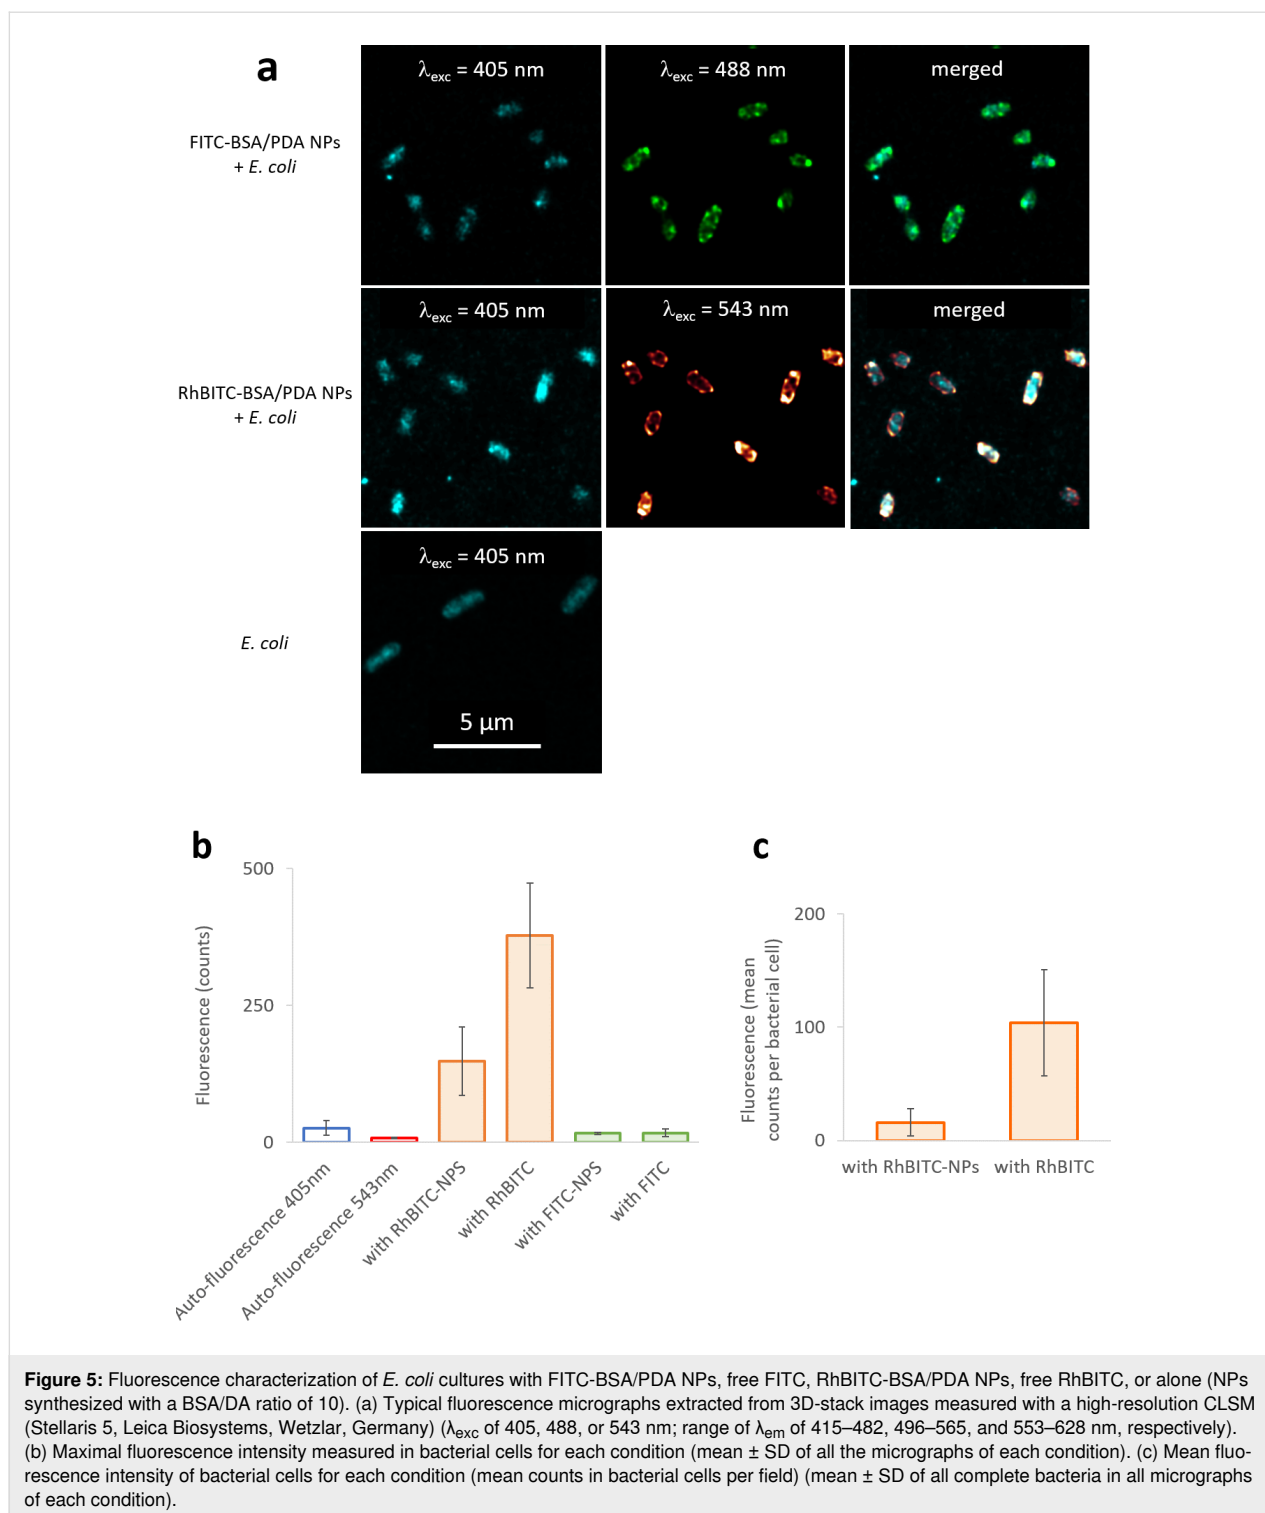 a
λexc = 405 nm
λexc = 488 nm
merged
FITC-BSA/PDA NPs
+ E. coli
λexc = 405 nm
λexc = 543 nm
merged
RhBITC-BSA/PDA NPs
+ E. coli
λexc = 405 nm
E. coli
5 µm
b
Fluorescence (counts)
500
250
0
Auto-fluorescence 405nm
Auto-fluorescence 543nm
with RhBITC-NPS
with RhBITC
with FITC-NPS
with FITC
c
Fluorescence (mean
counts per bacterial cell)
200
100
0
with RhBITC-NPs
with RhBITC
Figure 5: Fluorescence characterization of E. coli cultures with FITC-BSA/PDA NPs, free FITC, RhBITC-BSA/PDA NPs, free RhBITC, or alone (NPs
synthesized with a BSA/DA ratio of 10). (a) Typical fluorescence micrographs extracted from 3D-stack images measured with a high-resolution CLSM
(Stellaris 5, Leica Biosystems, Wetzlar, Germany) (λexc of 405, 488, or 543 nm; range of λem of 415–482, 496–565, and 553–628 nm, respectively).
(b) Maximal fluorescence intensity measured in bacterial cells for each condition (mean ± SD of all the micrographs of each condition). (c) Mean fluo-
rescence intensity of bacterial cells for each condition (mean counts in bacterial cells per field) (mean ± SD of all complete bacteria in all micrographs
of each condition).